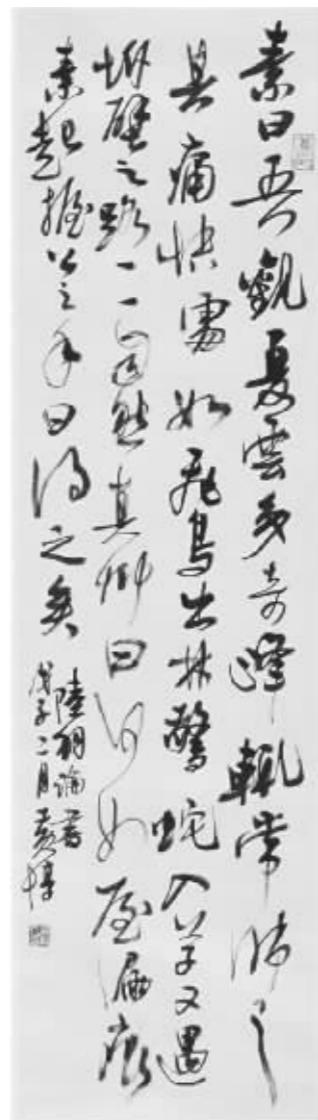 素曰吾觀夏雲多奇峰輒常師之
其痛快處如飛鳥出林驚蛇入草又遇
坼壁之路一一自然真卿曰何如屋漏痕
素起握公之手曰得之矣
陸羽論書
戊子二月黃惇